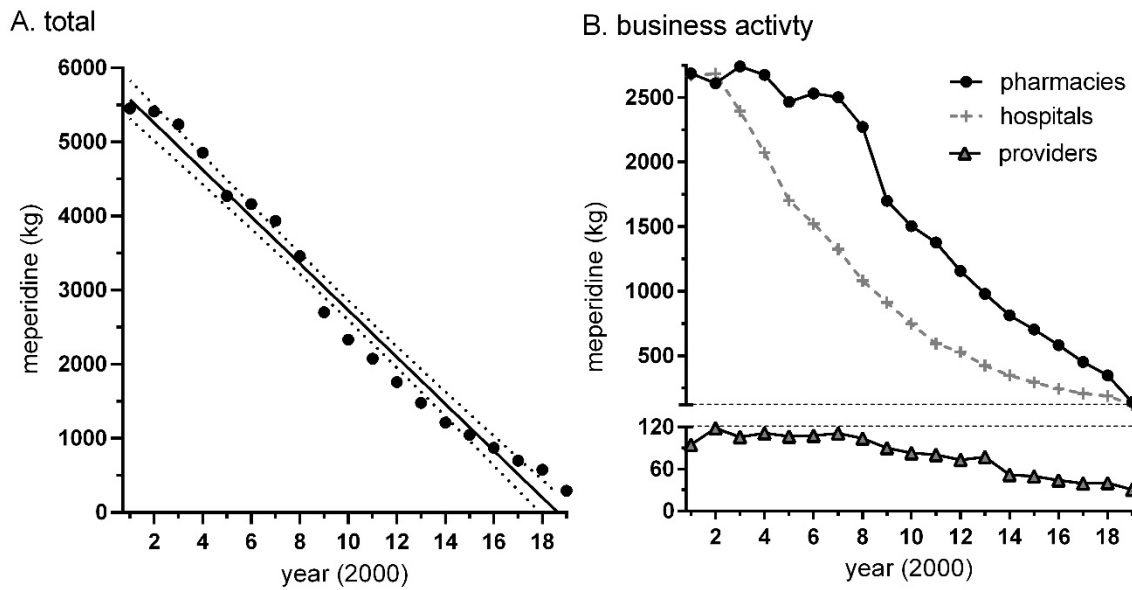 A. total
6000
5000
4000
3000
2000
1000
0
meperidine (kg)
2 4 6 8 10 12 14 16 18
year (2000)
B. business activty
pharmacies
hospitals
providers
2500
2000
1500
1000
500
120
60
0
meperidine (kg)
2 4 6 8 10 12 14 16 18
year (2000)